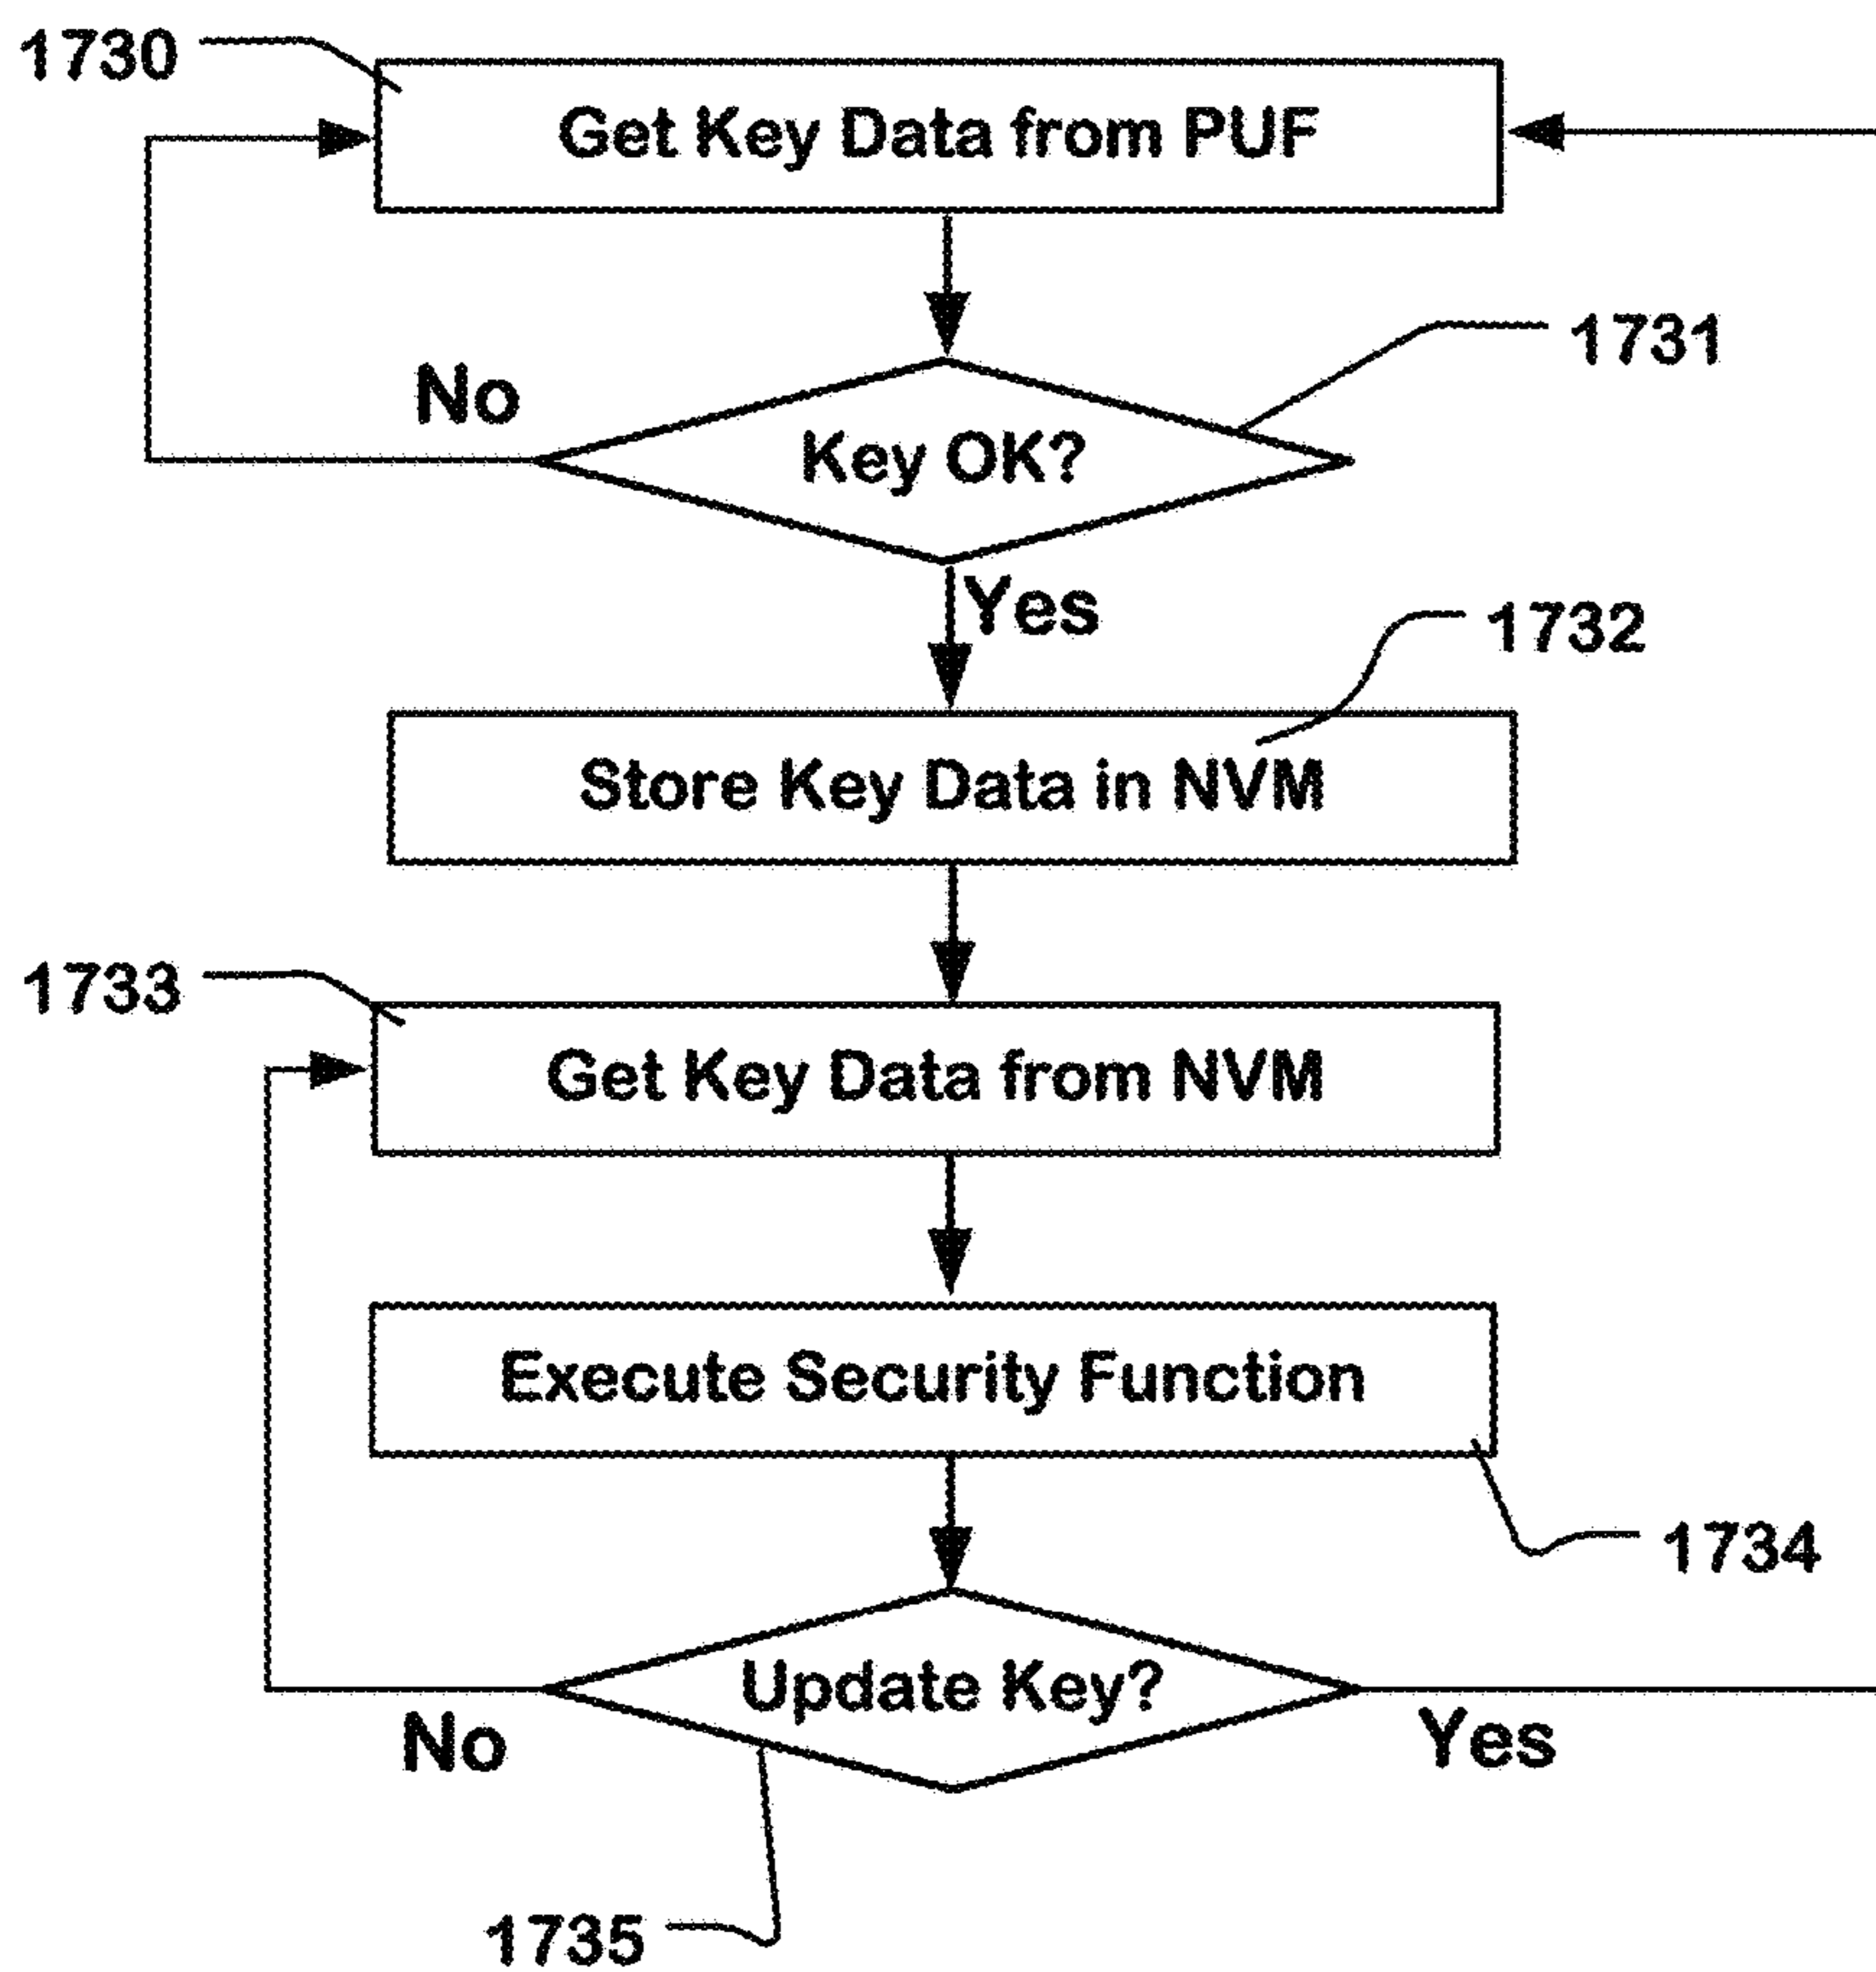 1730
Get Key Data from PUF
1731
No
Key OK?
Yes
1732
Store Key Data in NVM
1733
Get Key Data from NVM
Execute Security Function
1734
Update Key?
No
Yes
1735